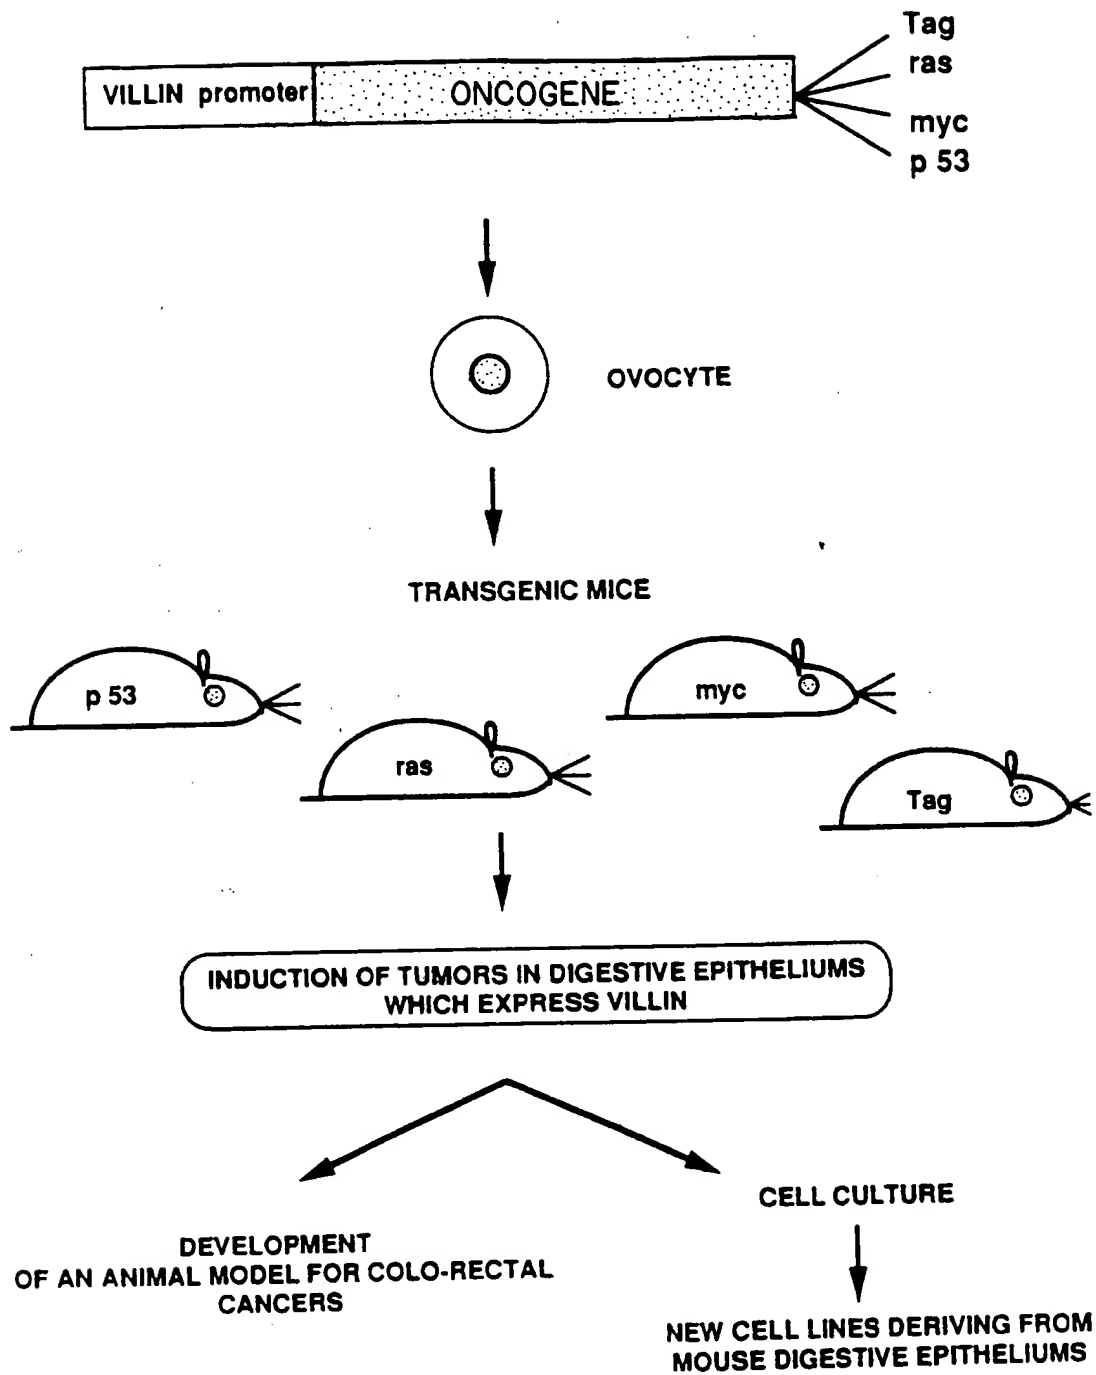 Tag
ras
VILLIN promoter
ONCOGENE
myc
p 53
OVOCYTE
TRANSGENIC MICE
p 53
myc
ras
Tag
INDUCTION OF TUMORS IN DIGESTIVE EPITHELIUMS
WHICH EXPRESS VILLIN
DEVELOPMENT
OF AN ANIMAL MODEL FOR COLO-RECTAL
CANCERS
CELL CULTURE
NEW CELL LINES DERIVING FROM
MOUSE DIGESTIVE EPITHELIUMS